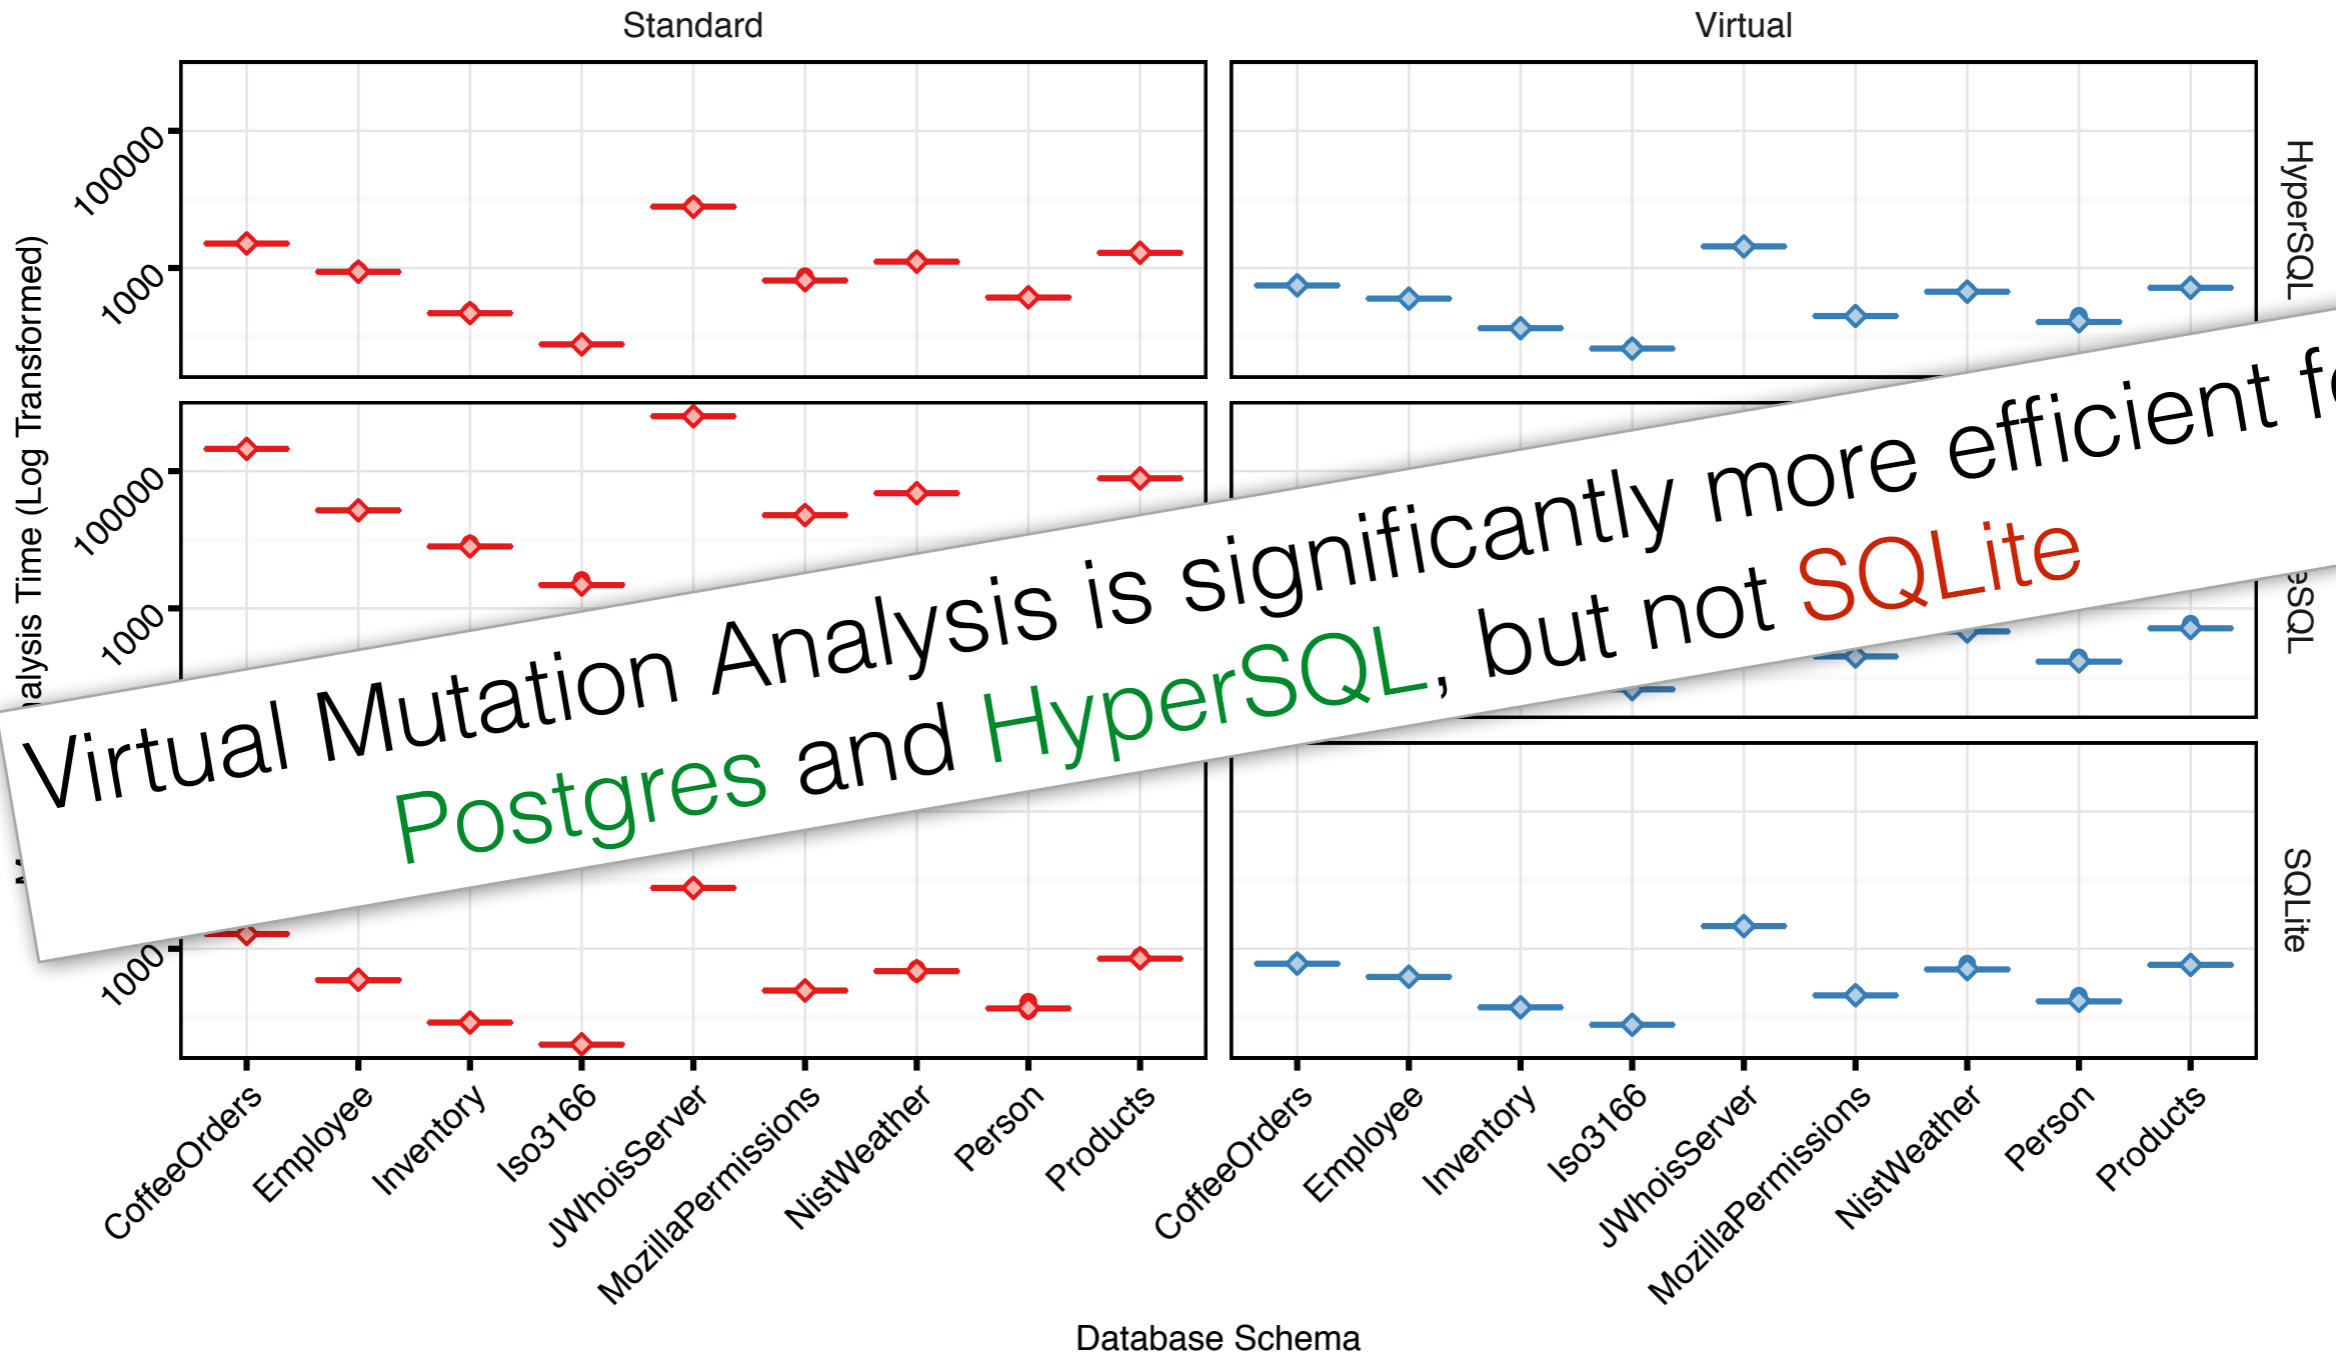 Standard
Virtual
100000
1000
HyperSQL
100000
1000
1000
SQLite
Analysis Time (Log Transformed)
Virtual Mutation Analysis is significantly more efficient
Postgres and HyperSQL, but not SQLite
CoffeeOrders
Employee
Inventory
Iso3166
JWhoisServer
MozillaPermissions
NistWeather
Person
Products
CoffeeOrders
Employee
Inventory
Iso3166
JWhoisServer
MozillaPermissions
NistWeather
Person
Products
Database Schema